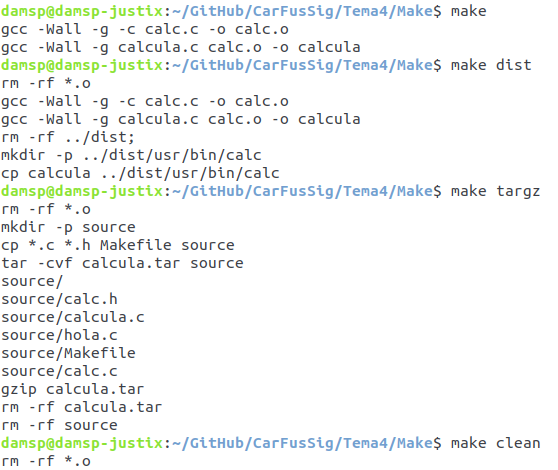 damsp@damsp-justix:~/GitHub/CarFusSig/Tema4/Make$ make
gcc -Wall -g -c calc.c -o calc.o
gcc -Wall -g calcula.c calc.o -o calcula
damsp@damsp-justix:~/GitHub/CarFusSig/Tema4/Make$ make dist
rm -rf *.o
gcc -Wall -g -c calc.c -o calc.o
gcc -Wall -g calcula.c calc.o -o calcula
rm -rf ../dist;
mkdir -p ../dist/usr/bin/calc
cp calcula ../dist/usr/bin/calc
damsp@damsp-justix:~/GitHub/CarFusSig/Tema4/Make$ make targz
rm -rf *.o
mkdir -p source
cp *.c *.h Makefile source
tar -cvf calcula.tar source
source/
source/calc.h
source/calcula.c
source/hola.c
source/Makefile
source/calc.c
gzip calcula.tar
rm -rf calcula.tar
rm -rf source
damsp@damsp-justix:~/GitHub/CarFusSig/Tema4/Make$ make clean
rm -rf *.o